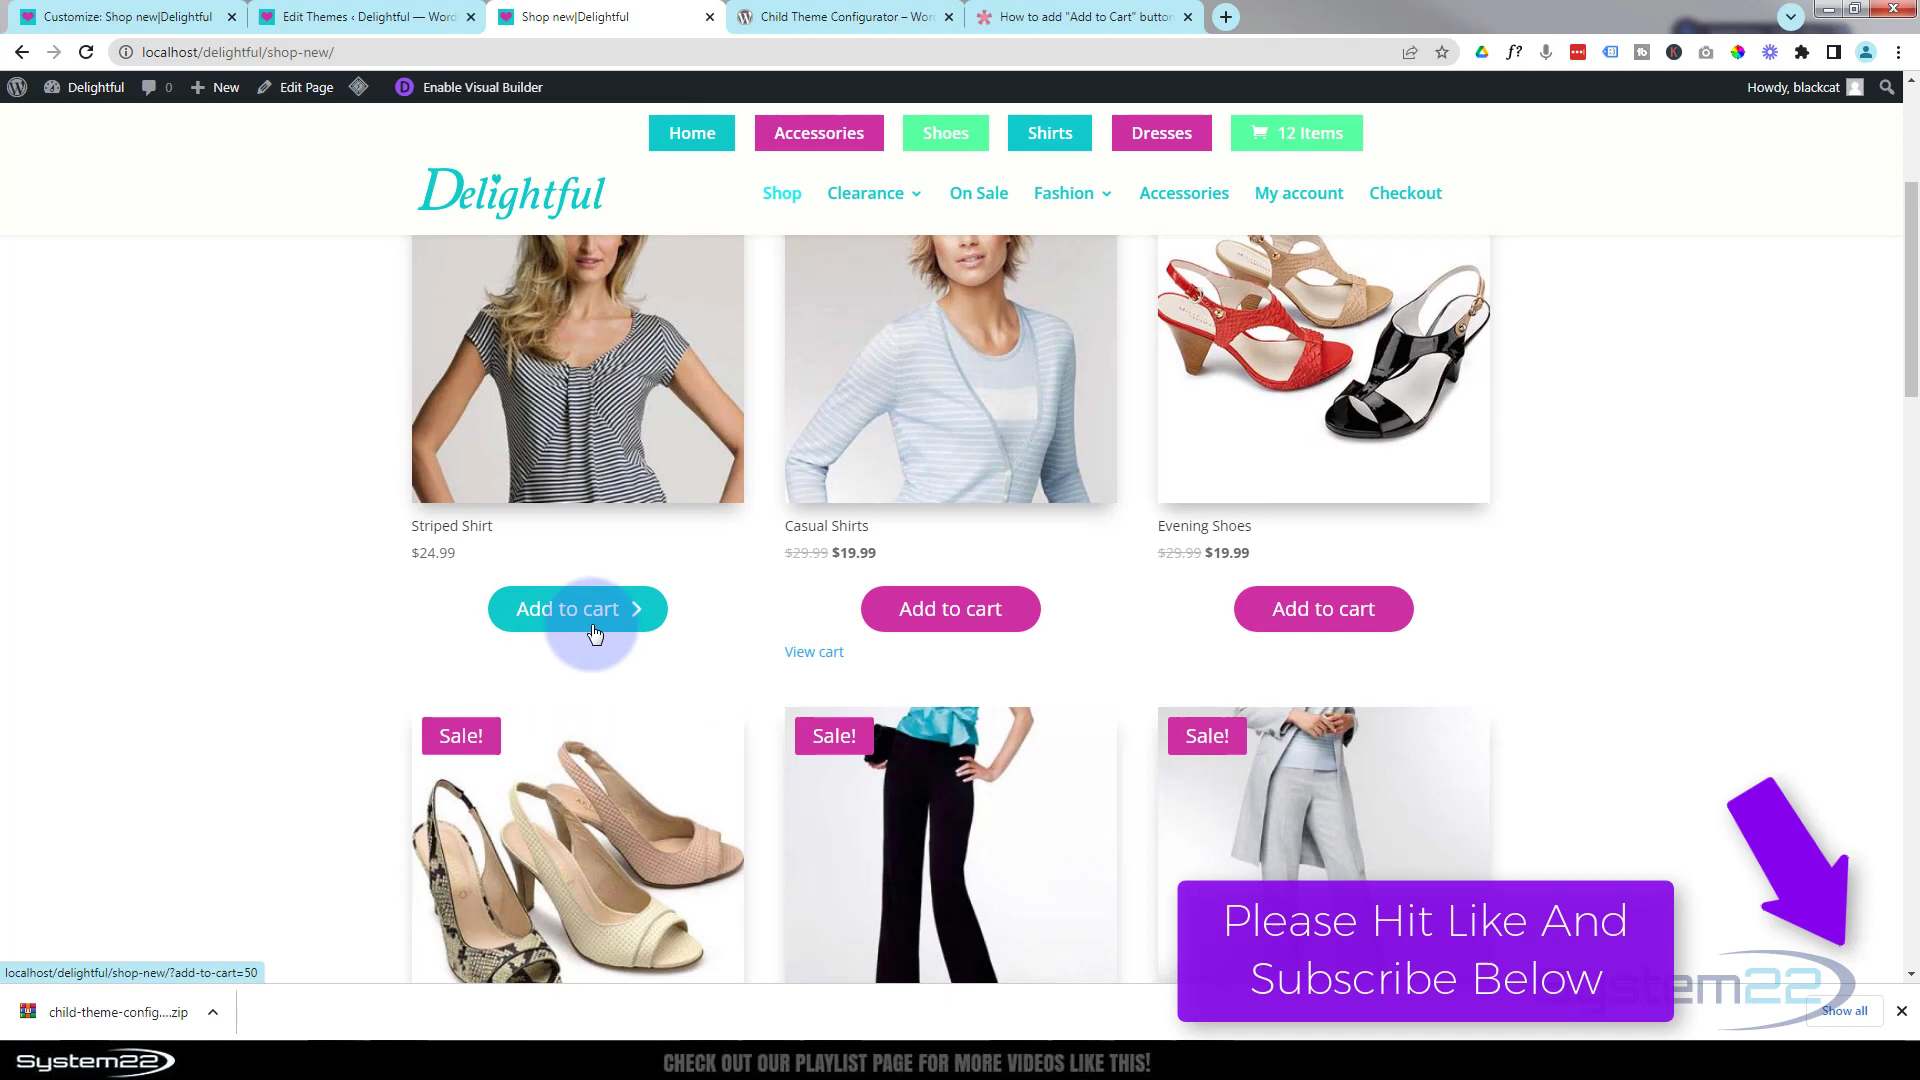 Customize: Shop new|Delightful
Edit Themes ‹ Delightful — Word
Shop new|Delightful
Child Theme Configurator – Wor
How to add "Add to Cart" button
localhost/delightful/shop-new/
Delightful
0
New
Edit Page
D
Enable Visual Builder
Howdy, blackcat
Home
Accessories
Shoes
Shirts
Dresses
12 Items
Delightful
Shop
Clearance
On Sale
Fashion
Accessories
My account
Checkout
Striped Shirt
Casual Shirts
Evening Shoes
$24.99
$29.99 $19.99
$29.99 $19.99
Add to cart
Add to cart
Add to cart
View cart
Sale!
Sale!
Sale!
Please Hit Like And
Subscribe Below
System22
localhost/delightful/shop-new/?add-to-cart=50
child-theme-config....zip
Show all
System22
CHECK OUT OUR PLAYLIST PAGE FOR MORE VIDEOS LIKE THIS!